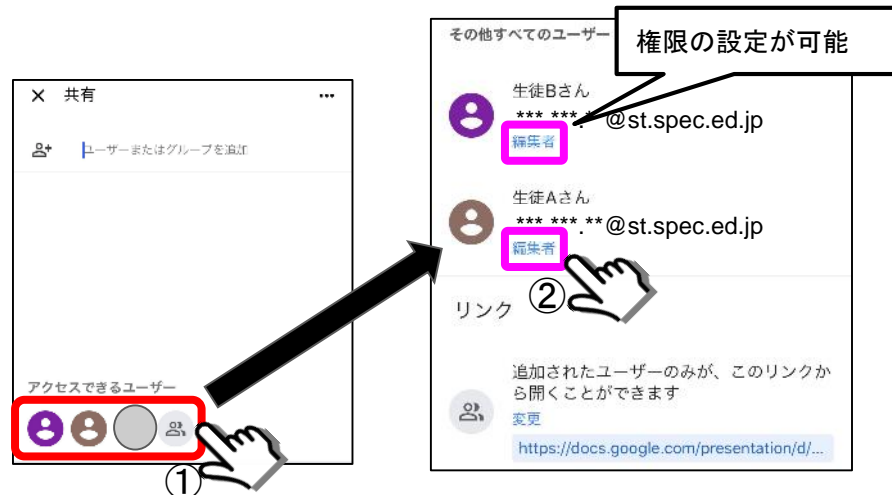 × 共有 •••
ユーザーまたはグループを追加
アクセスできるユーザー
①
その他すべてのユーザー
権限の設定が可能
生徒Bさん
***.***.* @st.spec.ed.jp
編集者
生徒Aさん
***.***.**@st.spec.ed.jp
編集者
②
リンク
追加されたユーザーのみが、このリンクか
ら開くことができます
変更
https://docs.google.com/presentation/d/...